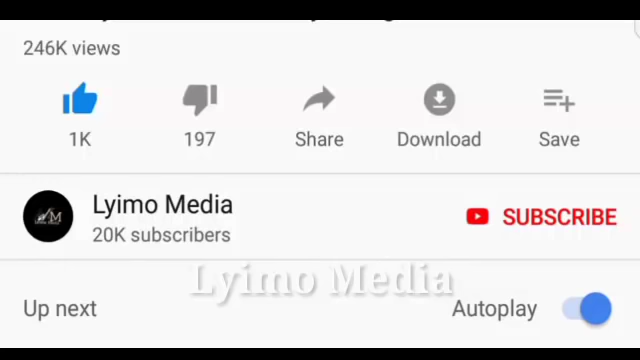 246K views
1K
197
Share
Download
Save
Lyimo Media
20K subscribers
SUBSCRIBE
Lyimo Media
Up next
Autoplay